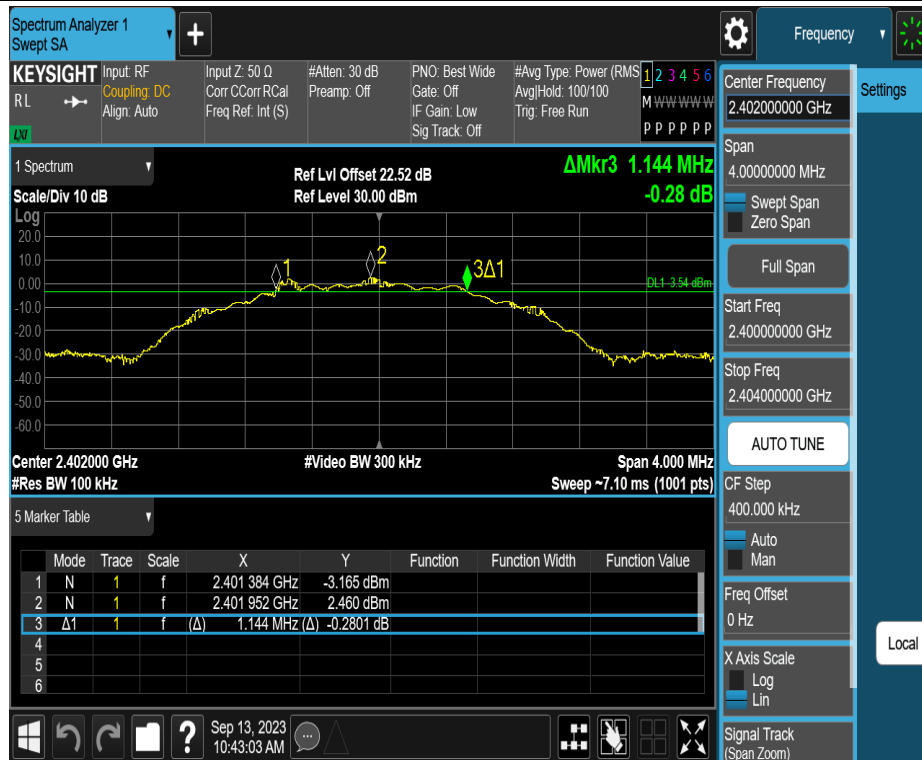 Spectrum Analyzer 1
Swept SA
+
Frequency
KEYSIGHT
RL
LXI
Input: RF
Coupling: DC
Align: Auto
Input Z: 50 Ω
Corr CCorr RCal
Freq Ref: Int (S)
#Atten: 30 dB
Preamp: Off
PNO: Best Wide
Gate: Off
IF Gain: Low
Sig Track: Off
#Avg Type: Power (RMS
Avg|Hold: 100/100
Trig: Free Run
1 2 3 4 5 6
M W W W W W
P P P P P P
1 Spectrum
Scale/Div 10 dB
Log
Ref Lvl Offset 22.52 dB
Ref Level 30.00 dBm
ΔMkr3 1.144 MHz
-0.28 dB
20.0
10.0
0.00
-10.0
-20.0
-30.0
-40.0
-50.0
-60.0
1
2
3Δ1
DL1 -3.54 dBm
Center 2.402000 GHz
#Res BW 100 kHz
#Video BW 300 kHz
Span 4.000 MHz
Sweep ~7.10 ms (1001 pts)
5 Marker Table
Mode Trace Scale X Y Function Function Width Function Value
1 N 1 f 2.401 384 GHz -3.165 dBm
2 N 1 f 2.401 952 GHz 2.460 dBm
3 Δ1 1 f (Δ) 1.144 MHz (Δ) -0.2801 dB
4
5
6
Sep 13, 2023
10:43:03 AM
?
Center Frequency
2.402000000 GHz
Settings
Span
4.00000000 MHz
Swept Span
Zero Span
Full Span
Start Freq
2.400000000 GHz
Stop Freq
2.404000000 GHz
AUTO TUNE
CF Step
400.000 kHz
Auto
Man
Freq Offset
0 Hz
X Axis Scale
Log
Lin
Local
Signal Track
(Span Zoom)